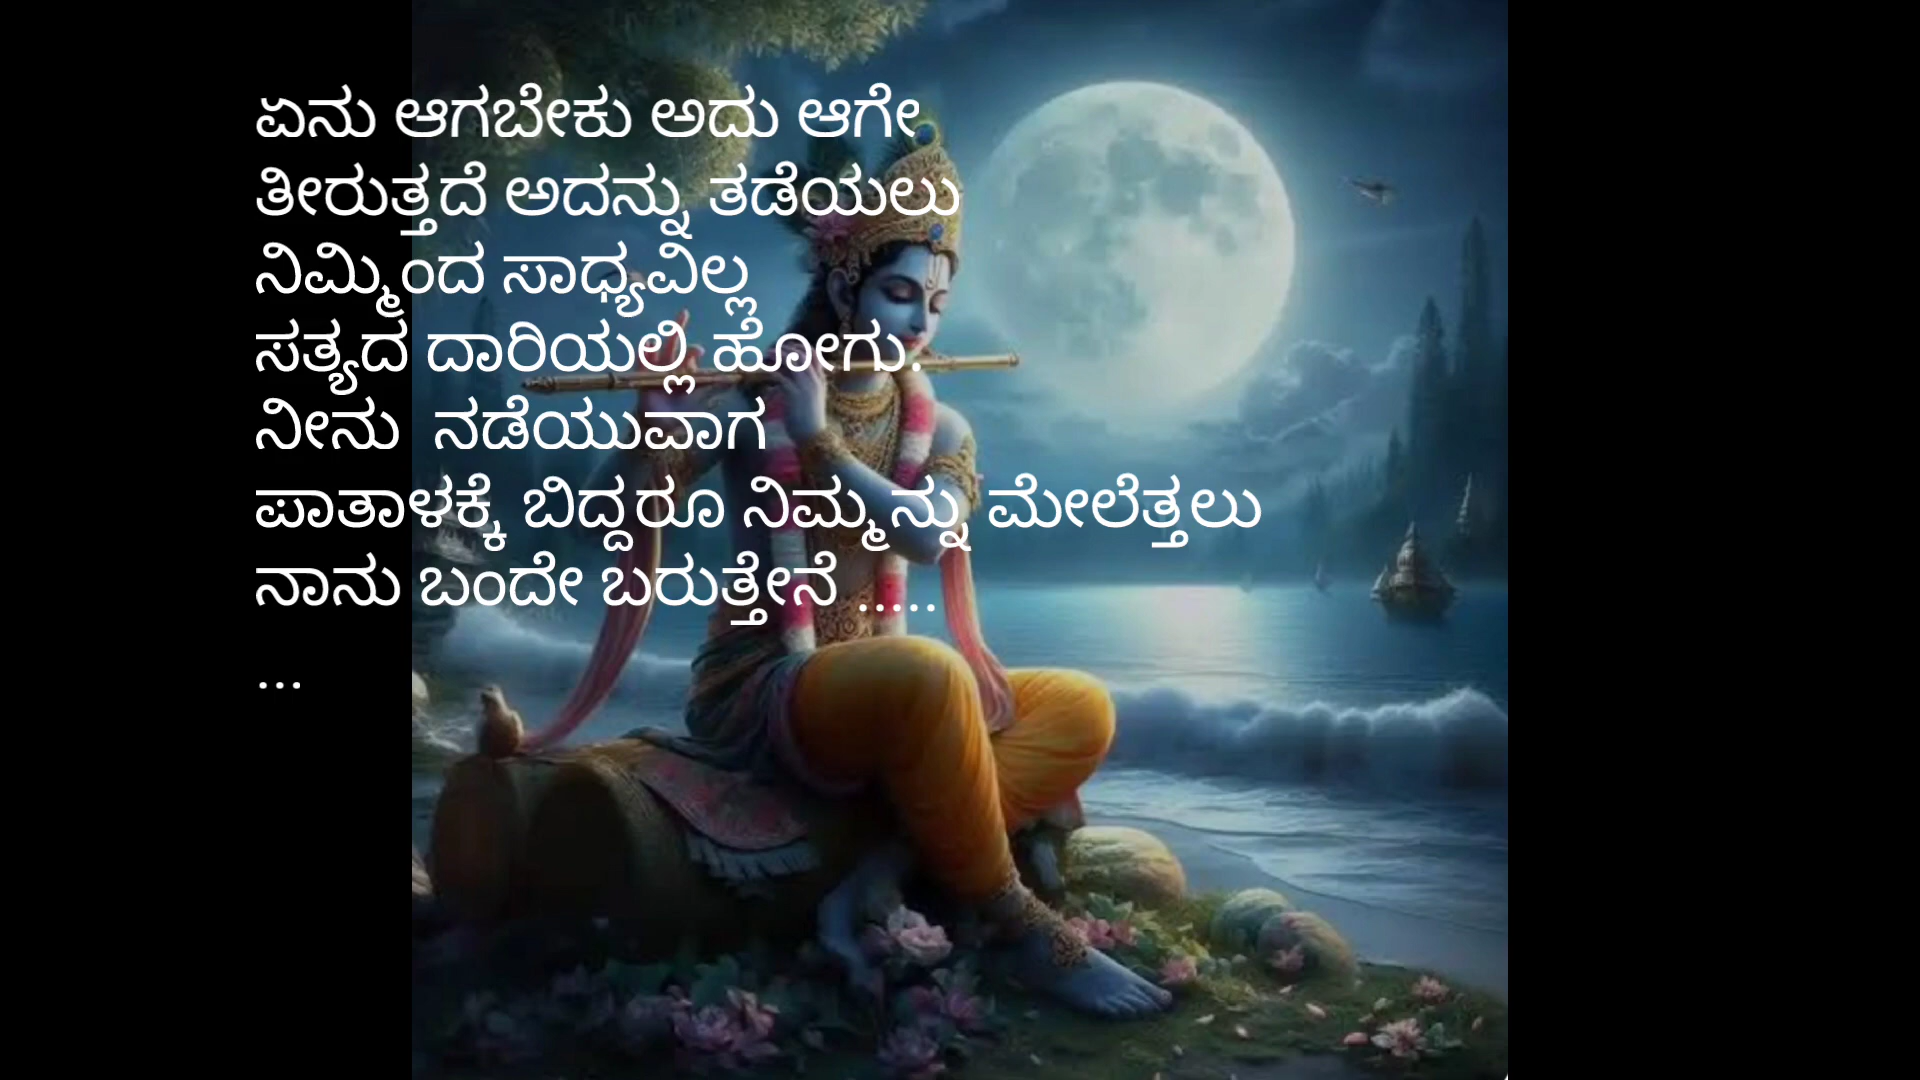 ಏನು ಆಗಬೇಕು ಅದು ಆಗೇ
ತೀರುತ್ತದೆ ಅದನ್ನು ತಡೆಯಲು
ನಿಮ್ಮಿಂದ ಸಾಧ್ಯವಿಲ್ಲ
ಸತ್ಯದ ದಾರಿಯಲ್ಲಿ ಹೋಗು.
ನೀನು  ನಡೆಯುವಾಗ
ಪಾತಾಳಕ್ಕೆ ಬಿದ್ದರೂ ನಿಮ್ಮನ್ನು ಮೇಲೆತ್ತಲು
ನಾನು ಬಂದೇ ಬರುತ್ತೇನೆ .....
...